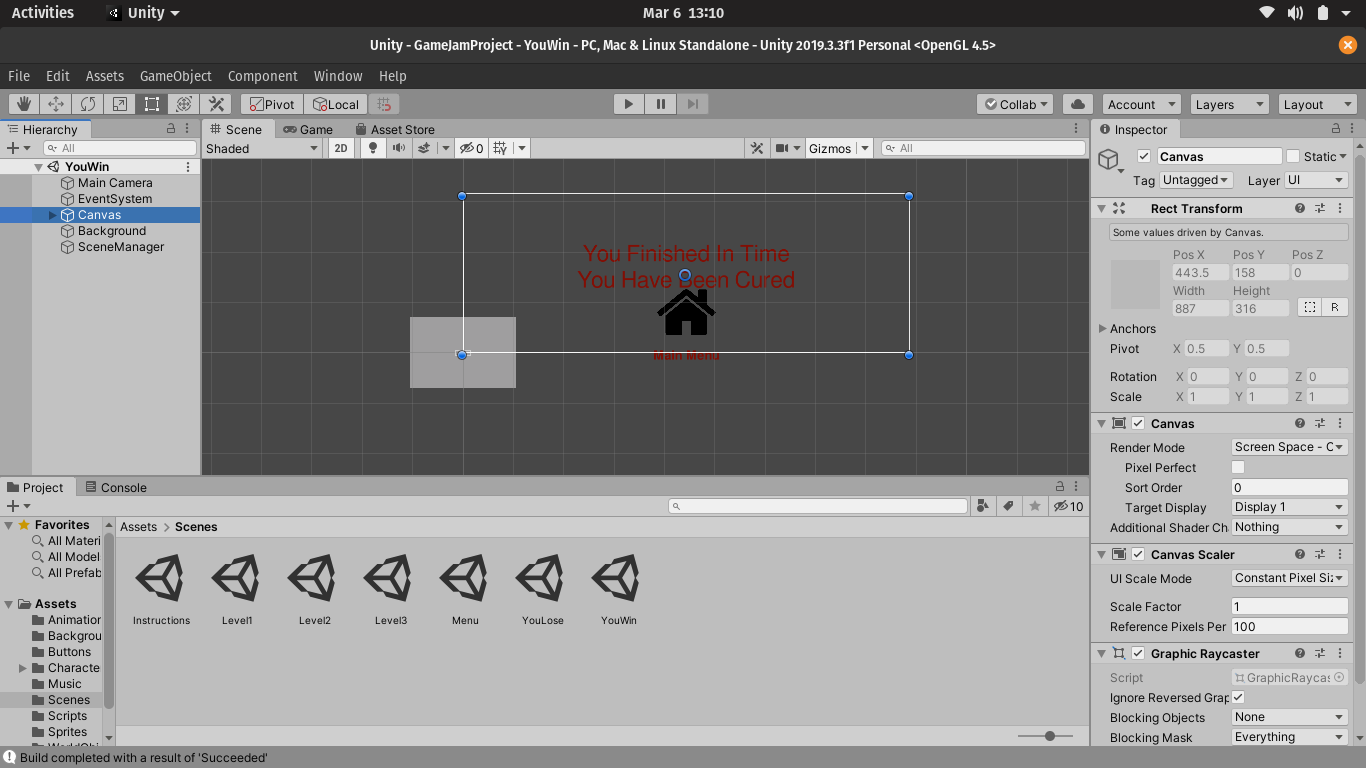 Activities
Unity
Mar 6 13:10
Unity - GameJamProject - YouWin - PC, Mac & Linux Standalone - Unity 2019.3.3f1 Personal <OpenGL 4.5>
File Edit Assets GameObject Component Window Help
Pivot Local Collab Account Layers Layout
Hierarchy
All
YouWin
Main Camera
EventSystem
Canvas
Background
SceneManager
Scene Game Asset Store
Shaded 2D 0 Gizmos All
You Finished In Time
You Have Been Cured
Main Menu
Inspector
Canvas Static
Tag Untagged Layer UI
Rect Transform
Some values driven by Canvas.
Pos X Pos Y Pos Z
443.5 158 0
Width Height
887 316 R
Anchors
Pivot X 0.5 Y 0.5
Rotation X 0 Y 0 Z 0
Scale X 1 Y 1 Z 1
Canvas
Render Mode Screen Space - O
Pixel Perfect
Sort Order 0
Target Display Display 1
Additional Shader Ch Nothing
Canvas Scaler
UI Scale Mode Constant Pixel Siz
Scale Factor 1
Reference Pixels Per 100
Graphic Raycaster
Script GraphicRaycas
Ignore Reversed Grap
Blocking Objects None
Blocking Mask Everything
Project Console
10
Favorites
All Materi
All Model
All Prefab
Assets
Animation
Backgrou
Buttons
Characte
Music
Scenes
Scripts
Sprites
Assets > Scenes
Instructions Level1 Level2 Level3 Menu YouLose YouWin
Build completed with a result of 'Succeeded'